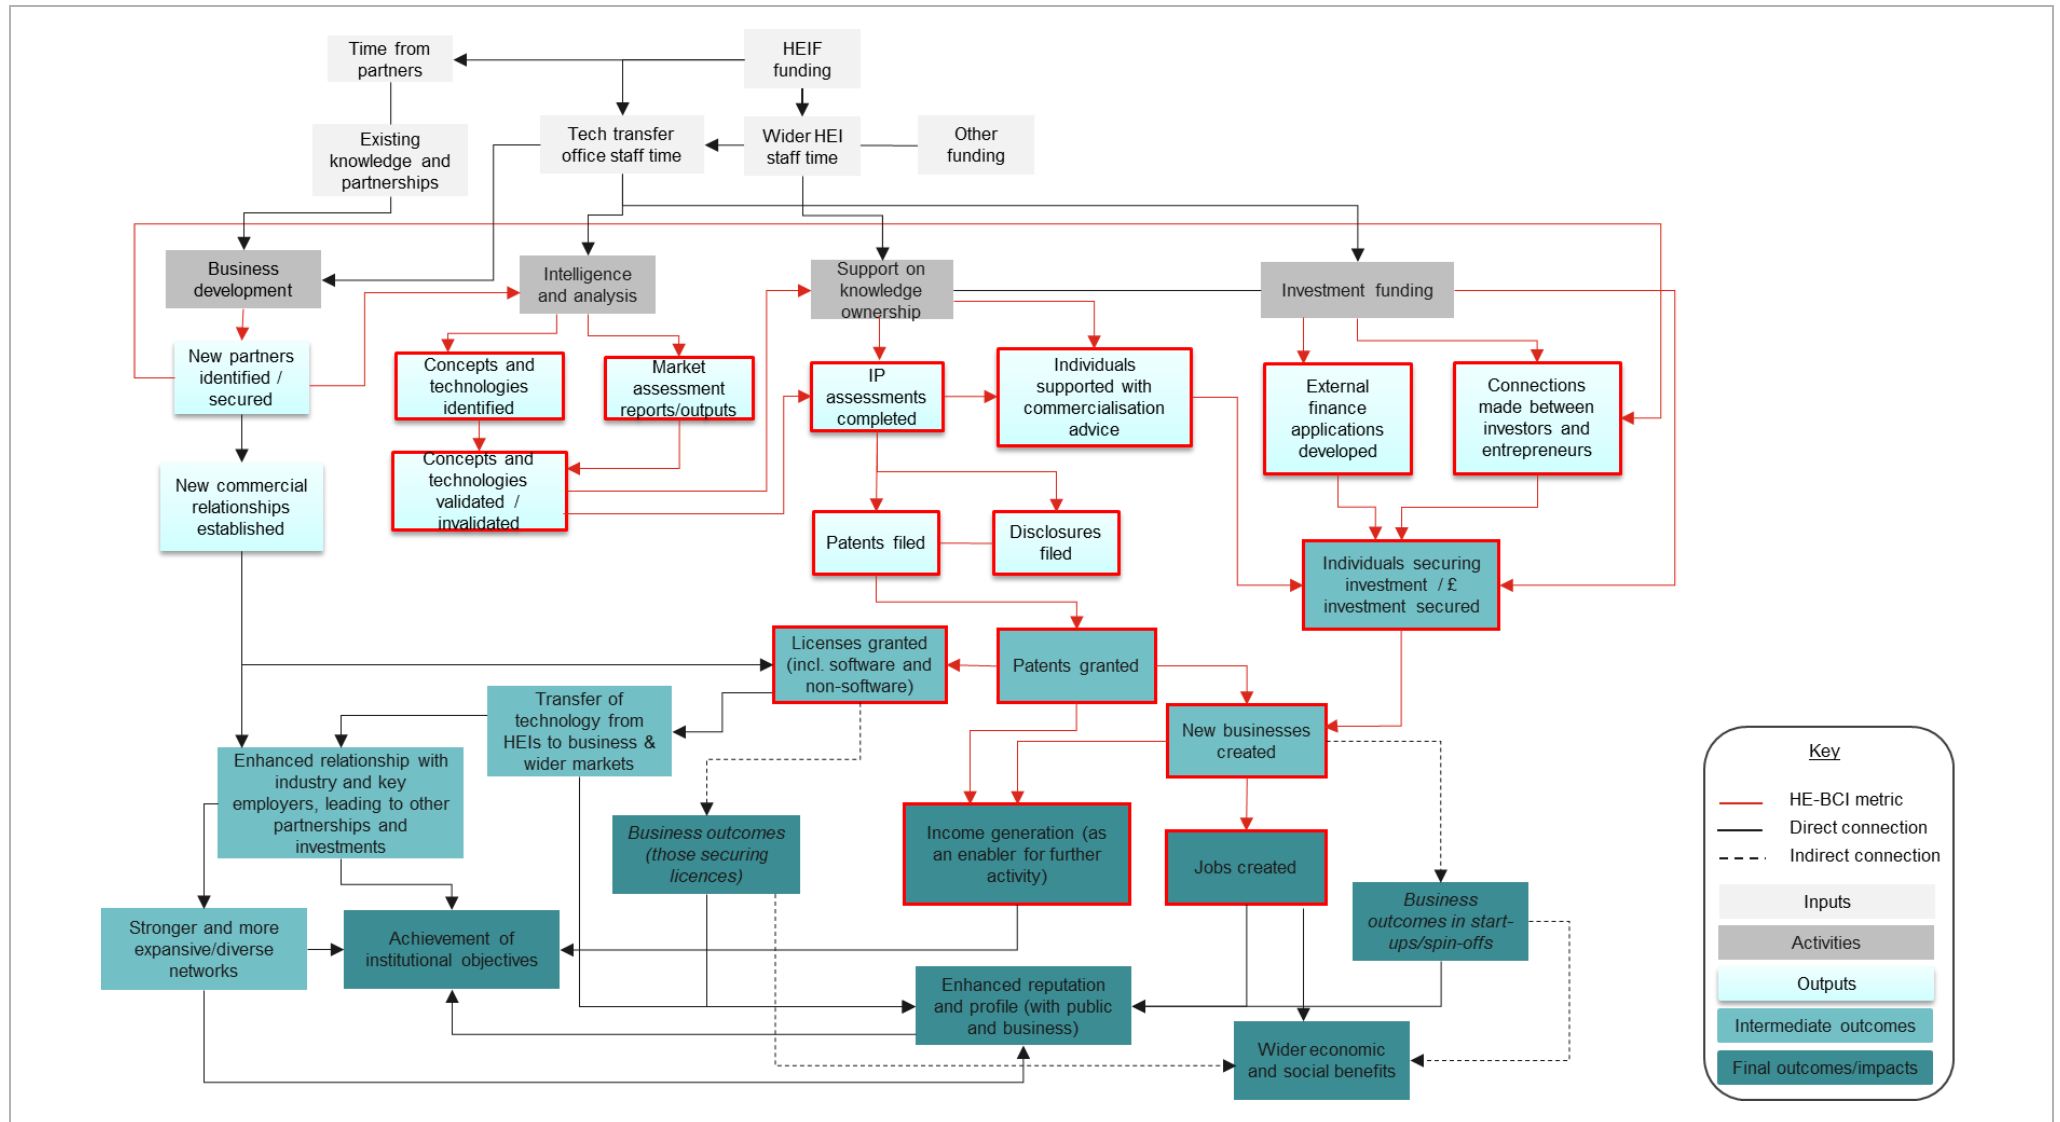 Time from
partners
HEIF
funding
Existing
knowledge and
partnerships
Tech transfer
office staff time
Wider HEI
staff time
Other
funding
Business
development
Intelligence
and analysis
Support on
knowledge
ownership
Investment funding
New partners
identified /
secured
Concepts and
technologies
identified
Market
assessment
reports/outputs
IP
assessments
completed
Individuals
supported with
commercialisation
advice
External
finance
applications
developed
Connections
made between
investors and
entrepreneurs
New commercial
relationships
established
Concepts and
technologies
validated /
invalidated
Patents filed
Disclosures
filed
Individuals securing
investment / £
investment secured
Licenses granted
(incl. software and
non-software)
Patents granted
Transfer of
technology from
HEIs to business &
wider markets
New businesses
created
Enhanced relationship with
industry and key
employers, leading to other
partnerships and
investments
Business outcomes
(those securing
licences)
Income generation (as
an enabler for further
activity)
Jobs created
Business
outcomes in start-
ups/spin-offs
Stronger and more
expansive/diverse
networks
Achievement of
institutional objectives
Enhanced reputation
and profile (with public
and business)
Wider economic
and social benefits
Key
HE-BCI metric
Direct connection
Indirect connection
Inputs
Activities
Outputs
Intermediate outcomes
Final outcomes/impacts